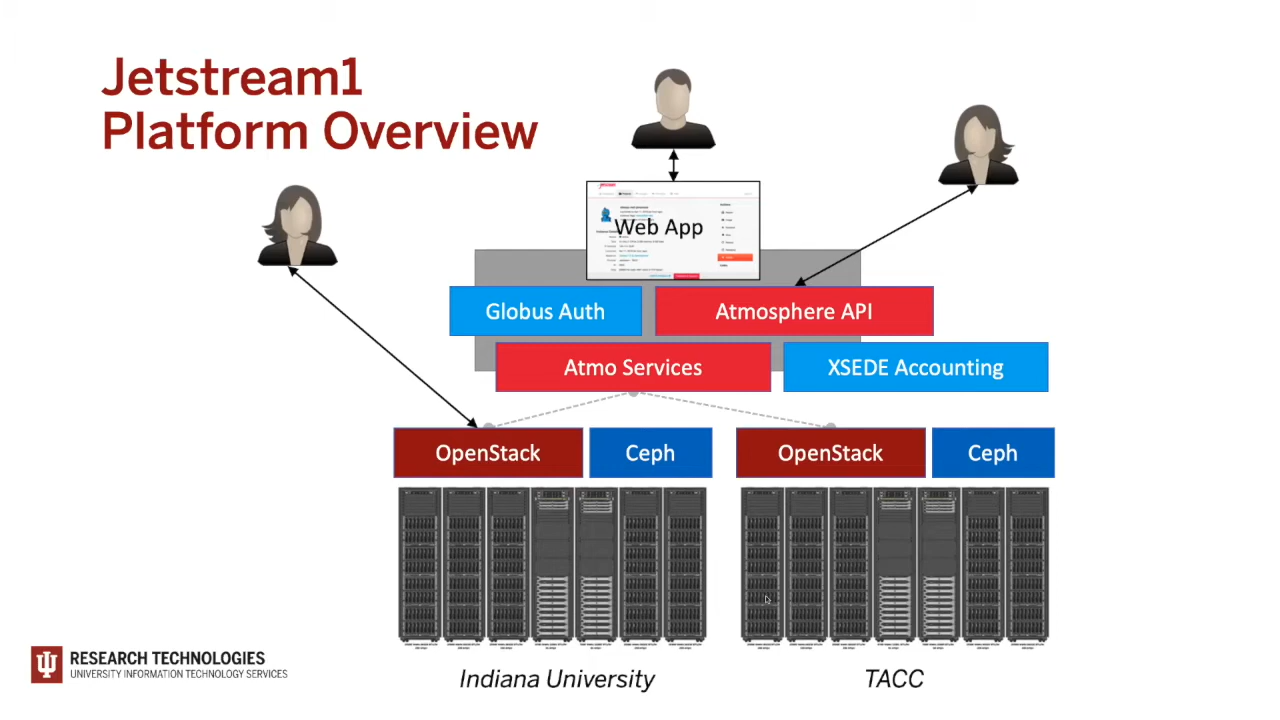 Jetstream1
Platform Overview
Web App
Globus Auth
Atmosphere API
Atmo Services
XSEDE Accounting
OpenStack
Ceph
OpenStack
Ceph
Indiana University
TACC
RESEARCH TECHNOLOGIES
UNIVERSITY INFORMATION TECHNOLOGY SERVICES